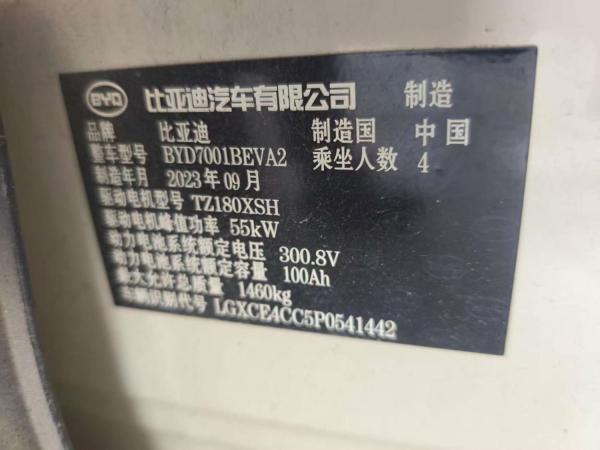 BYD 比亚迪汽车有限公司 制造
品牌 比亚迪 制造国 中国
整车型号 BYD7001BEVA2 乘坐人数 4
制造年月 2023年09月
驱动电机型号 TZ180XSH
驱动电机峰值功率 55kW
动力电池系统额定电压 300.8V
动力电池系统额定容量 100Ah
最大允许总质量 1460kg
车辆识别代号 LGXCE4CC5P0541442